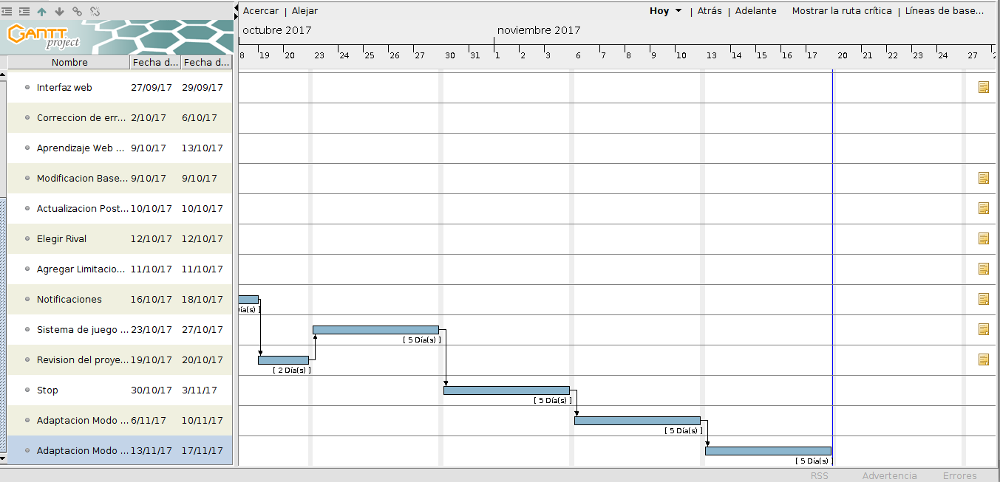 Acercar | Alejar
Hoy | Atrás | Adelante Mostrar la ruta crítica | Líneas de base...
GANTT project
octubre 2017 noviembre 2017
8 19 20 23 24 25 26 27 30 31 1 2 3 6 7 8 9 10 13 14 15 16 17 20 21 22 23 24 27 2
Nombre Fecha d... Fecha d...
Interfaz web 27/09/17 29/09/17
Correccion de err... 2/10/17 6/10/17
Aprendizaje Web ... 9/10/17 13/10/17
Modificacion Base... 9/10/17 9/10/17
Actualizacion Post... 10/10/17 10/10/17
Elegir Rival 12/10/17 12/10/17
Agregar Limitacio... 11/10/17 11/10/17
Notificaciones 16/10/17 18/10/17
ía(s) ]
Sistema de juego ... 23/10/17 27/10/17
[ 5 Día(s) ]
Revision del proye... 19/10/17 20/10/17
[ 2 Día(s) ]
Stop 30/10/17 3/11/17
[ 5 Día(s) ]
Adaptacion Modo ... 6/11/17 10/11/17
[ 5 Día(s) ]
Adaptacion Modo ... 13/11/17 17/11/17
[ 5 Día(s) ]
RSS Advertencia Errores